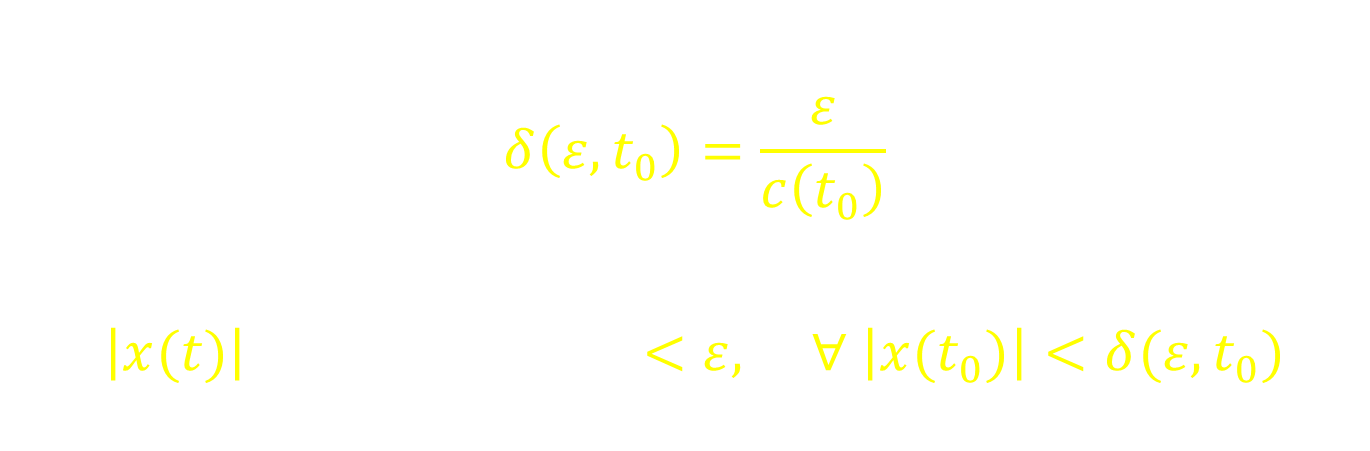 δ(ε, t₀) = ε / c(t₀)
|x(t)| < ε, ∀ |x(t₀)| < δ(ε, t₀)